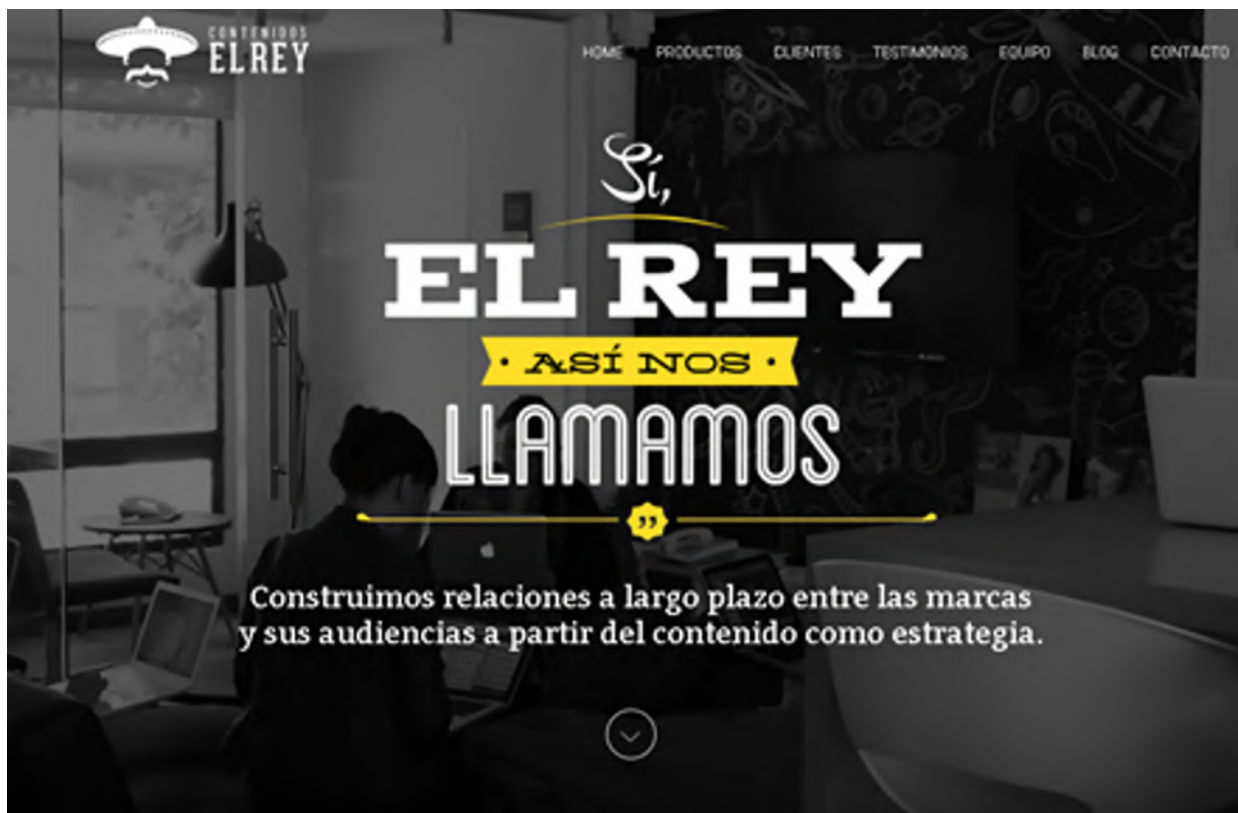 CONTENIDOS
EL REY
HOME PRODUCTOS CLIENTES TESTIMONIOS EQUIPO BLOG CONTACTO
Sí,
EL REY
· ASÍ NOS ·
LLAMAMOS
”
Construimos relaciones a largo plazo entre las marcas
y sus audiencias a partir del contenido como estrategia.